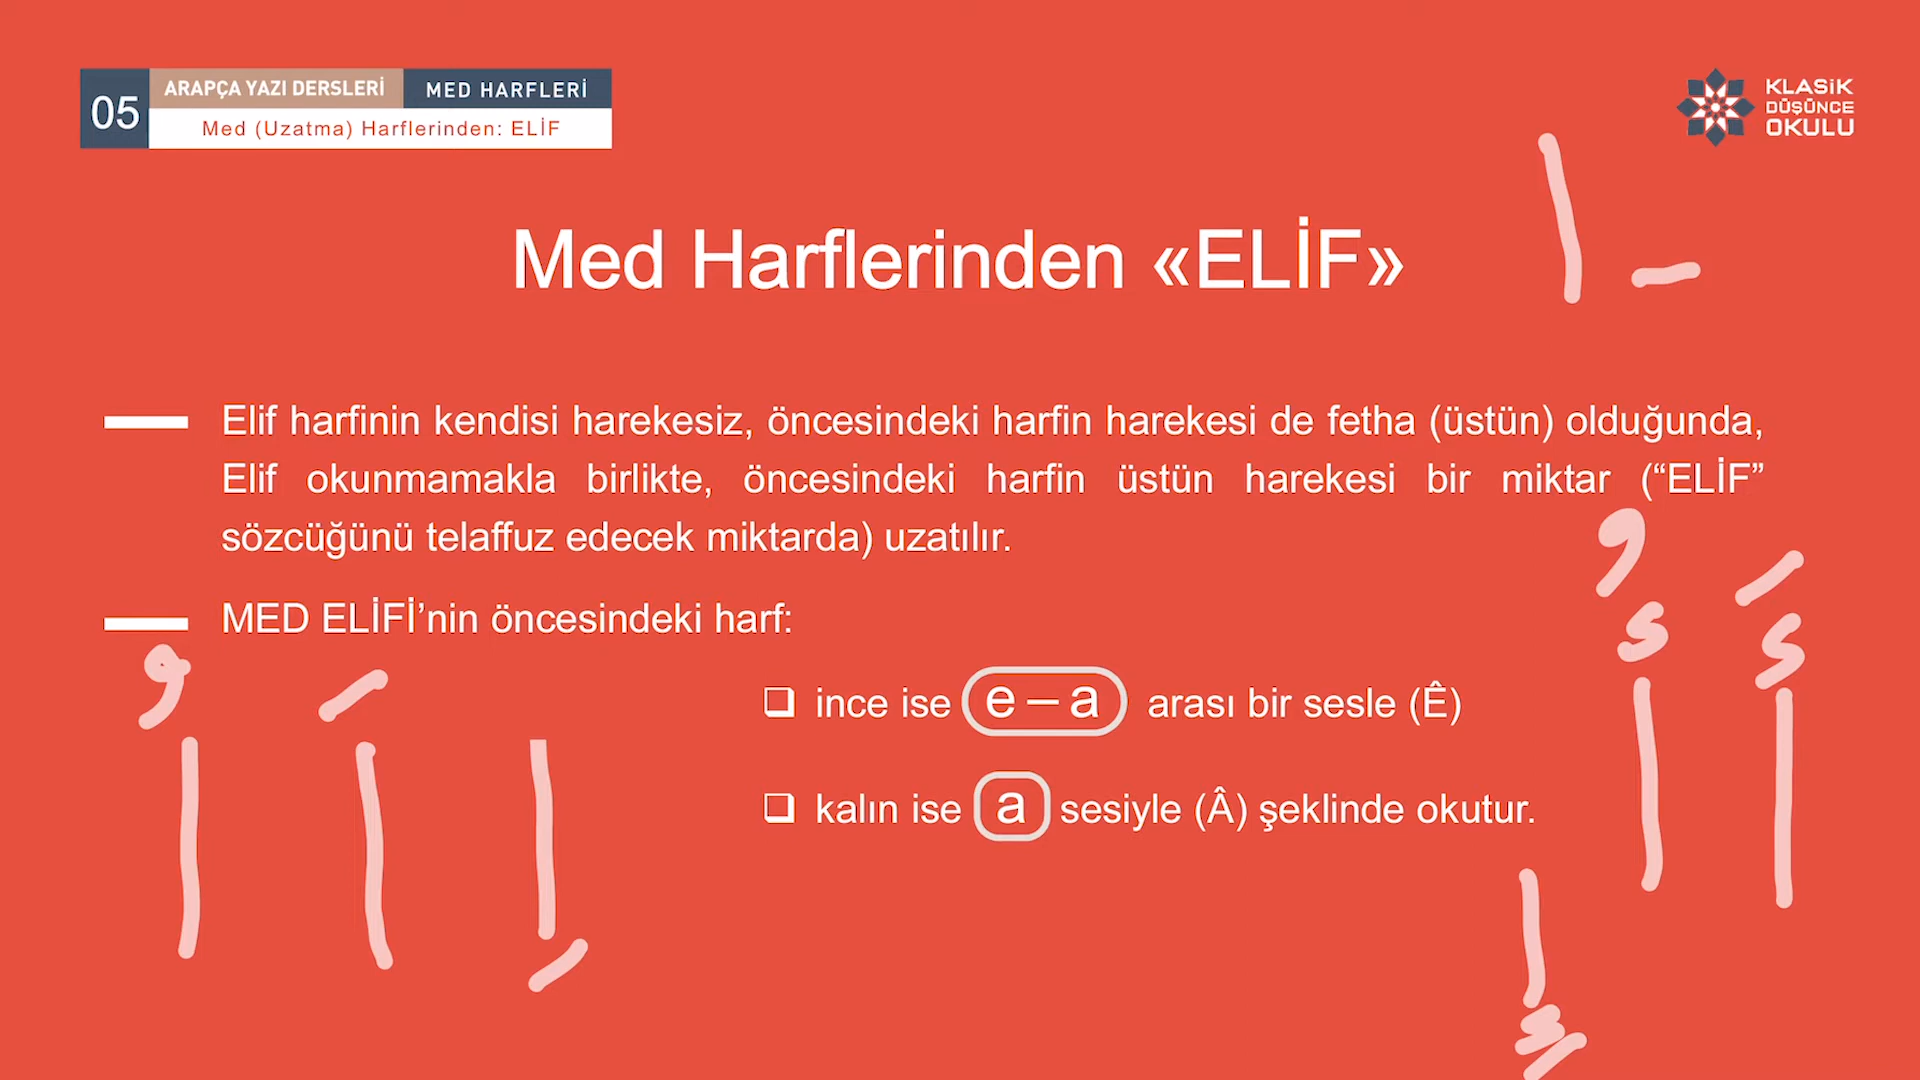 05
ARAPÇA YAZI DERSLERİ
MED HARFLERİ
Med (Uzatma) Harflerinden: ELİF
KLASİK
DÜŞÜNCE
OKULU
ا -
Med Harflerinden «ELİF»
Elif harfinin kendisi harekesiz, öncesindeki harfin harekesi de fetha (üstün) olduğunda,
Elif okunmamakla birlikte, öncesindeki harfin üstün harekesi bir miktar (“ELİF”
sözcüğünü telaffuz edecek miktarda) uzatılır.
MED ELİFİ’nin öncesindeki harf:
❑ ince ise e – a arası bir sesle (Ê)
❑ kalın ise a sesiyle (Â) şeklinde okutur.
أَ أُ
اِ اَ اُ
إِ